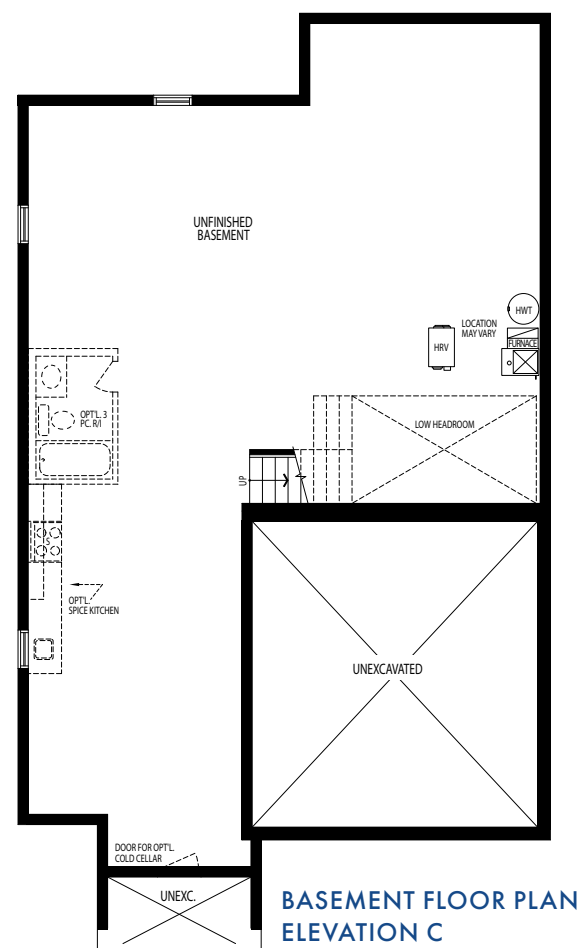 UNFINISHED
BASEMENT
HWT
LOCATION
MAY VARY
FURNACE
HRV
OPT'L. 3
PC. R/I
LOW HEADROOM
UP
S
OPT'L.
SPICE KITCHEN
UNEXCAVATED
DOOR FOR OPT'L.
COLD CELLAR
UNEXC.
BASEMENT FLOOR PLAN
ELEVATION C